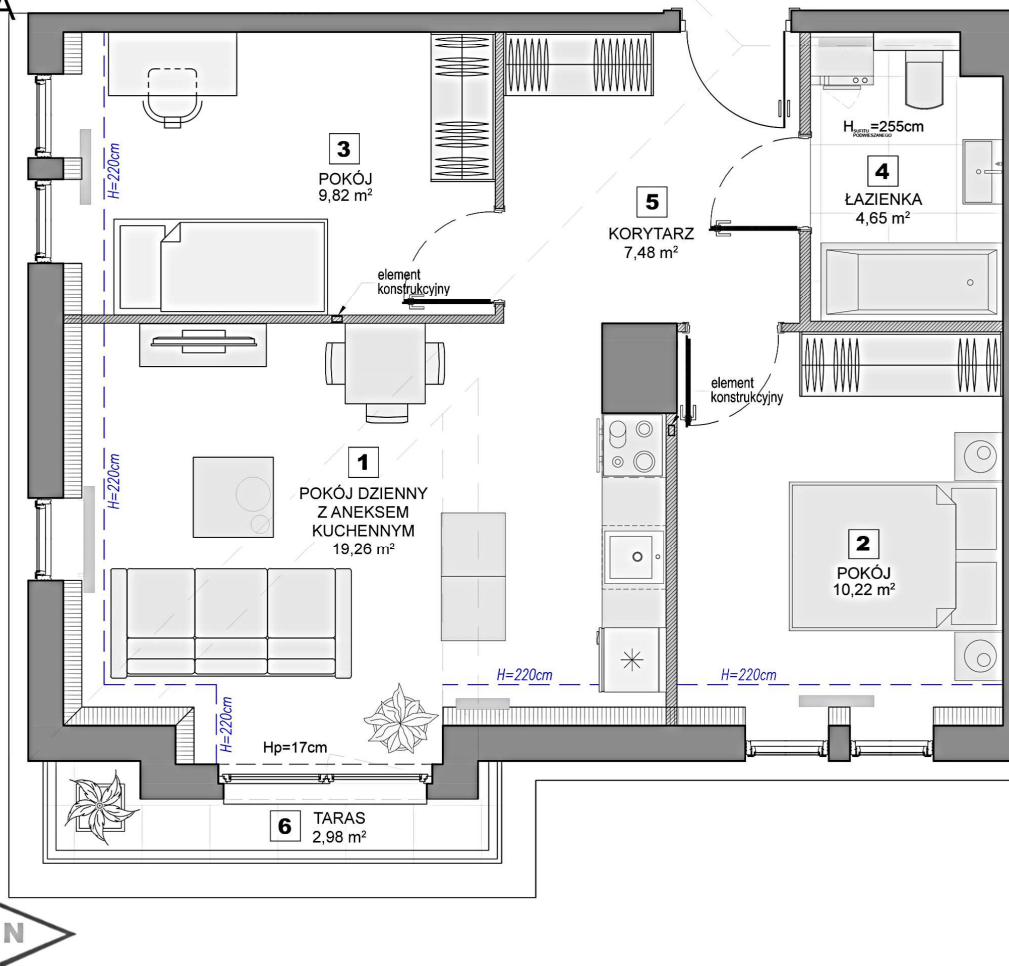 A
3
POKÓJ
9,82 m²
H=220cm
element
konstrukcyjny
H=255cm
SUFITU
PODWIESZANEGO
4
ŁAZIENKA
4,65 m²
5
KORYTARZ
7,48 m²
element
konstrukcyjny
1
POKÓJ DZIENNY
Z ANEKSEM
KUCHENNYM
19,26 m²
H=220cm
2
POKÓJ
10,22 m²
H=220cm
H=220cm
H=220cm
Hp=17cm
6
TARAS
2,98 m²
N